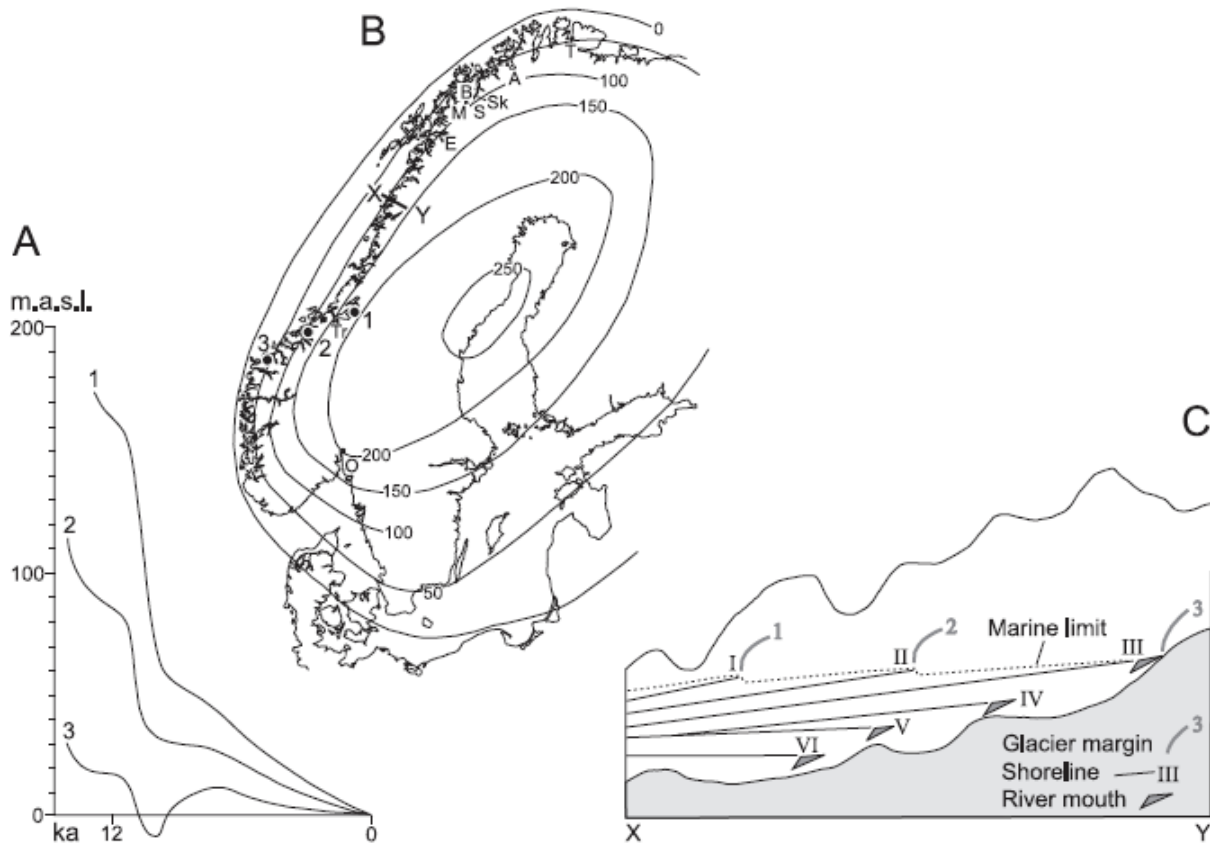 A
m.a.s.l.
200
100
0
1
2
3
ka
12
0
B
0
T
A
100
B
Sk
M
S
150
E
200
X
Y
250
1
Tr
2
3
200
O
150
100
50
C
1
2
3
Marine limit
I
II
III
IV
V
VI
Glacier margin 3
Shoreline III
River mouth
X
Y